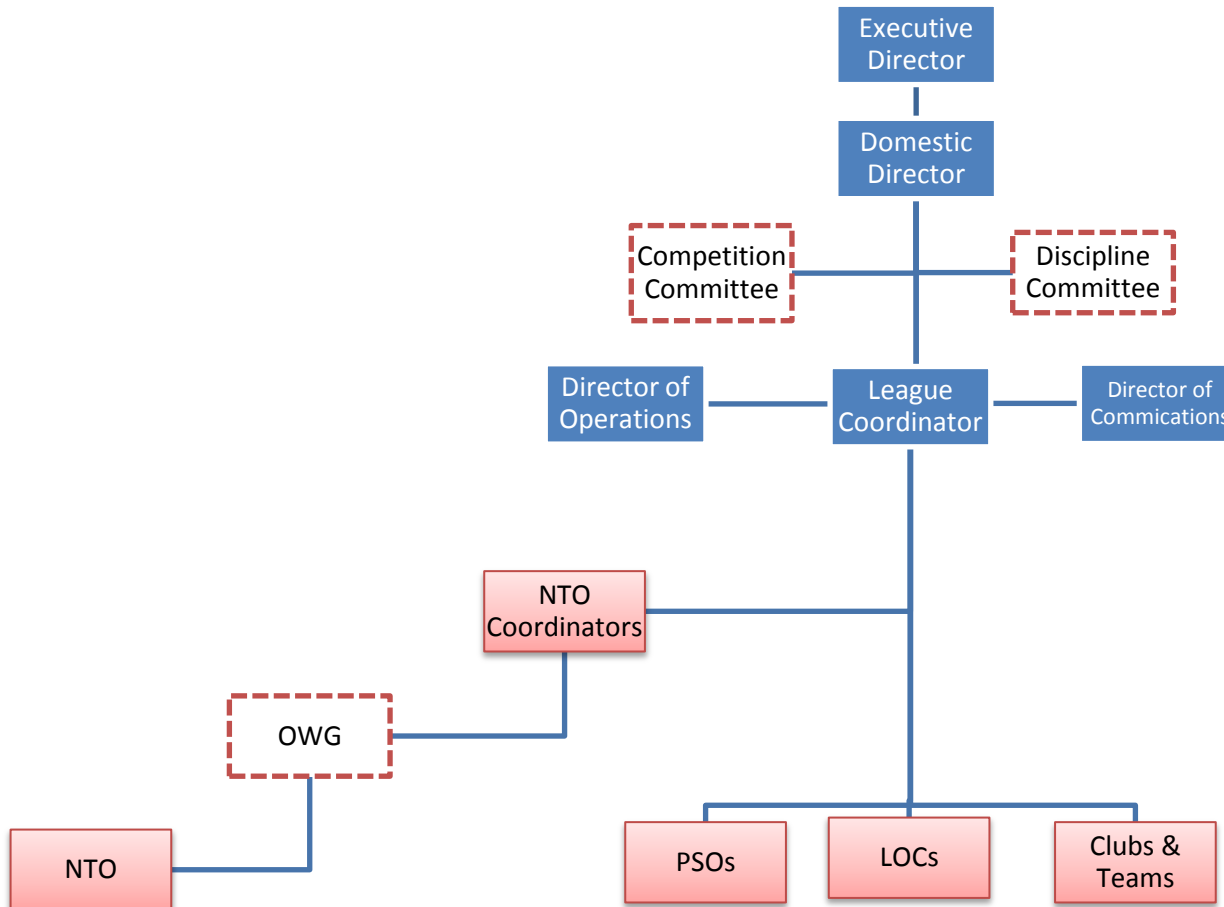 Executive
Director
Domestic
Director
Competition
Committee
Discipline
Committee
Director of
Operations
League
Coordinator
Director of
Commications
NTO
Coordinators
OWG
NTO
PSOs
LOCs
Clubs &
Teams